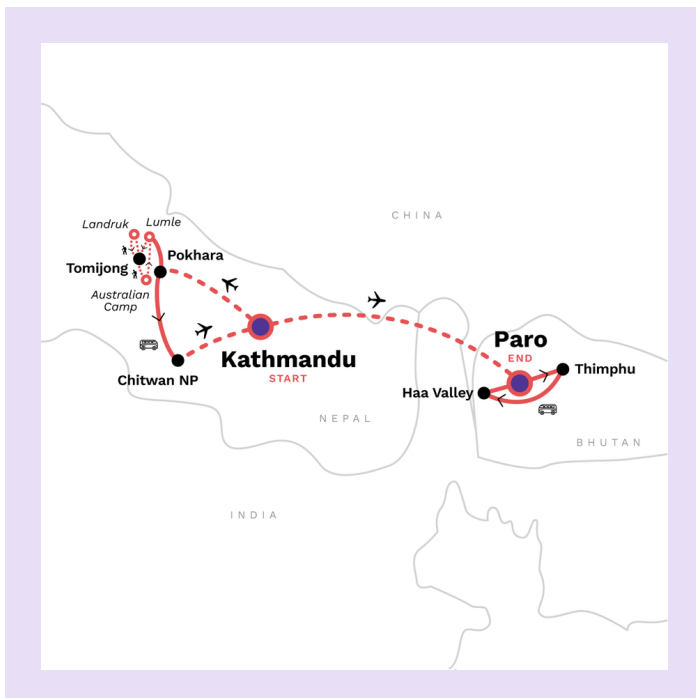 CHINA
Landruk
Lumle
Pokhara
Tomijong
Australian
Camp
Kathmandu
START
Chitwan NP
Paro
END
Thimphu
Haa Valley
NEPAL
BHUTAN
INDIA